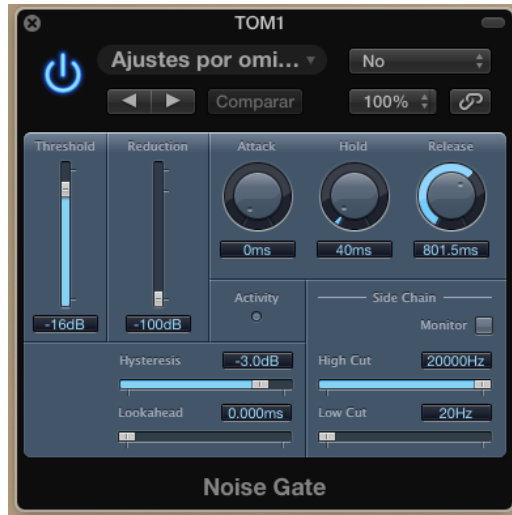 TOM1
Ajustes por omi...
No
Comparar
100%
Threshold Reduction Attack Hold Release
0ms 40ms 801.5ms
Activity Side Chain
-16dB -100dB
Monitor
Hysteresis -3.0dB High Cut 20000Hz
Lookahead 0.000ms Low Cut 20Hz
Noise Gate